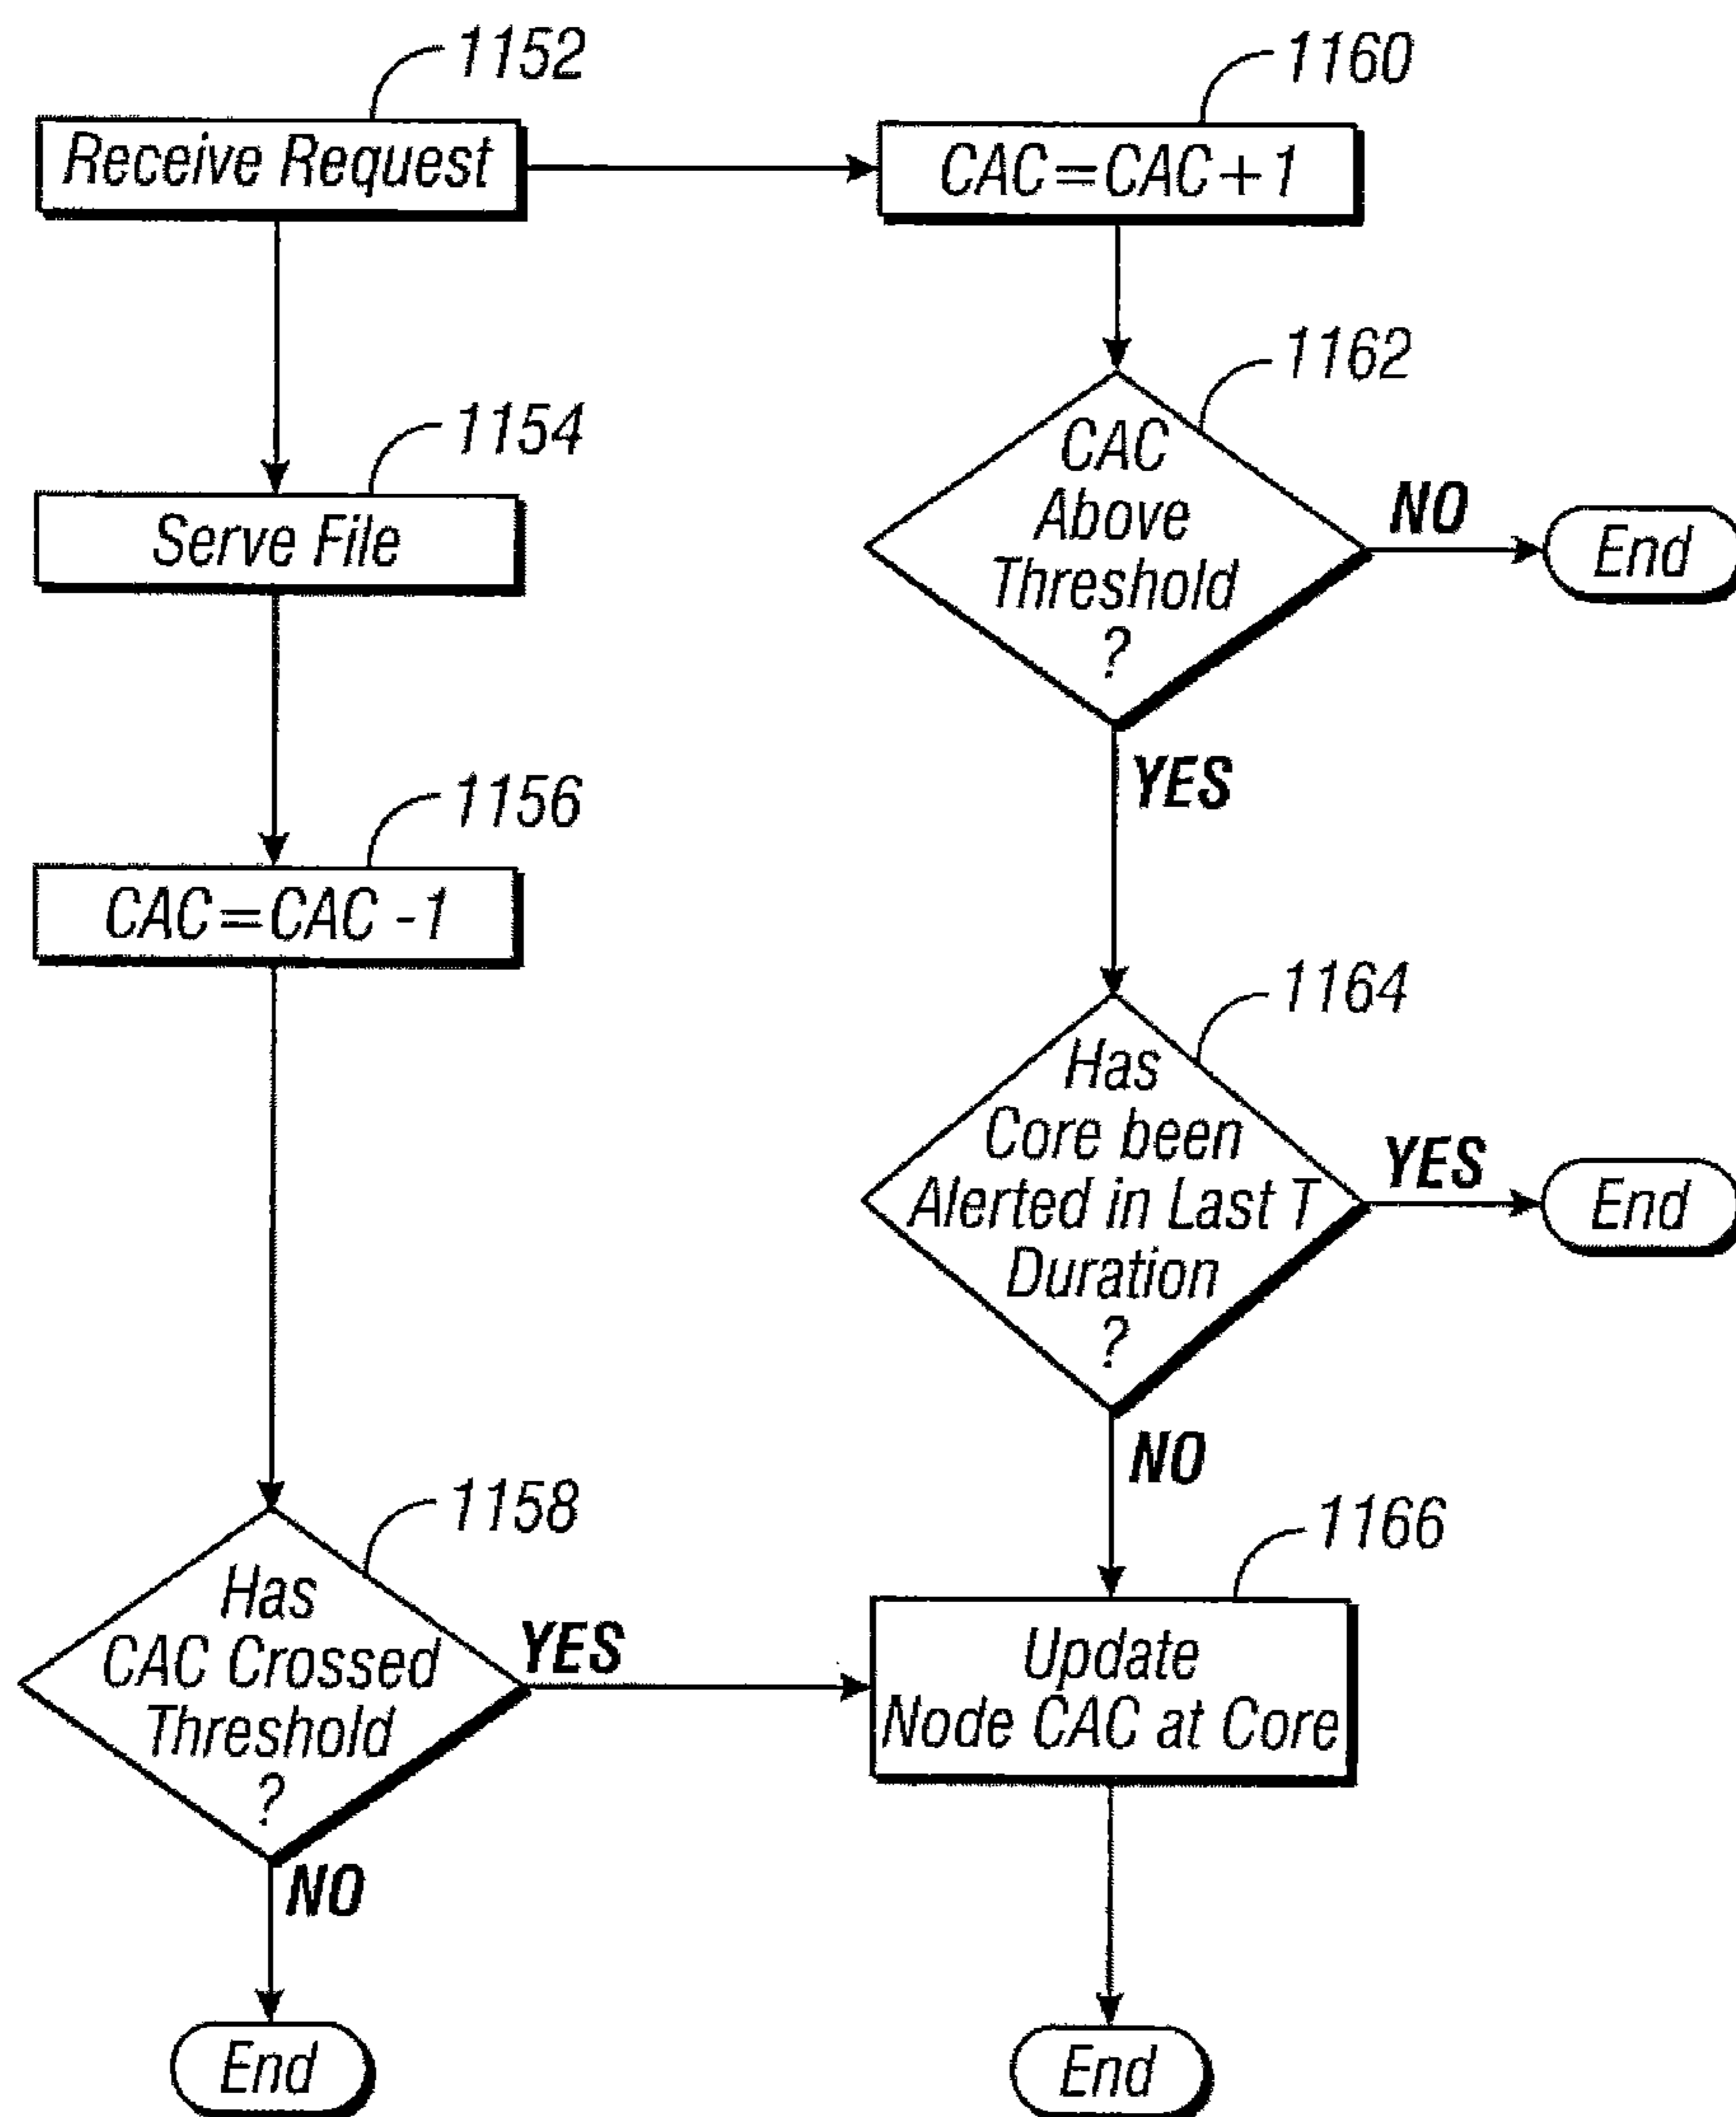 1152
Receive Request
1160
CAC=CAC+1
1154
Serve File
1162
CAC
Above
Threshold
?
NO
End
YES
1156
CAC=CAC -1
1164
Has
Core been
Alerted in Last T
Duration
?
YES
End
NO
1158
Has
CAC Crossed
Threshold
?
YES
NO
End
1166
Update
Node CAC at Core
End